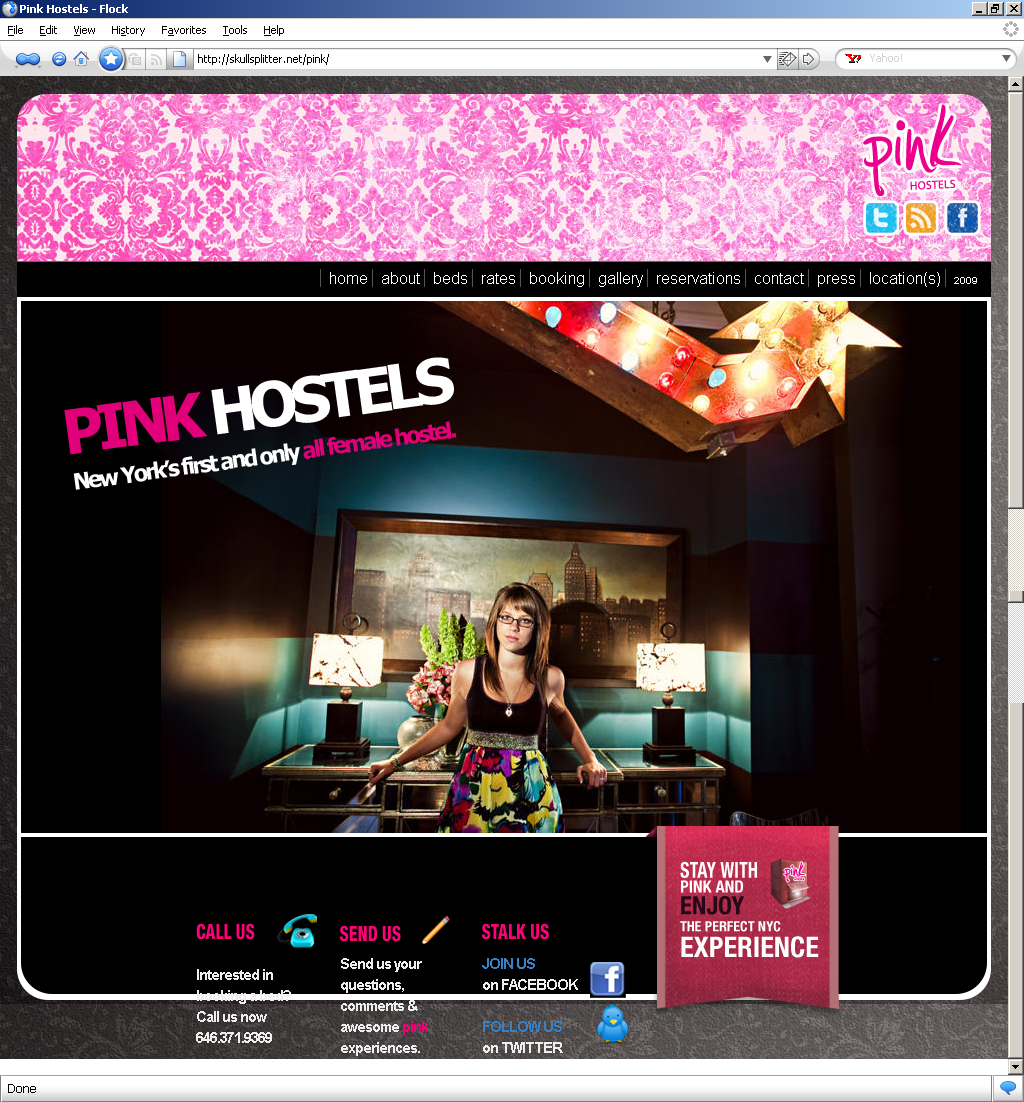 Pink Hostels - Flock
File Edit View History Favorites Tools Help
http://skullsplitter.net/pink/
Yahoo!
pink
HOSTELS
home about beds rates booking gallery reservations contact press location(s) 2009
PINK HOSTELS
New York's first and only all female hostel.
STAY WITH
PINK AND
ENJOY
THE PERFECT NYC
EXPERIENCE
pink
CALL US
Interested in
booking a bed?
Call us now
646.371.9369
SEND US
Send us your
questions,
comments &
awesome pink
experiences.
STALK US
JOIN US
on FACEBOOK
FOLLOW US
on TWITTER
Done